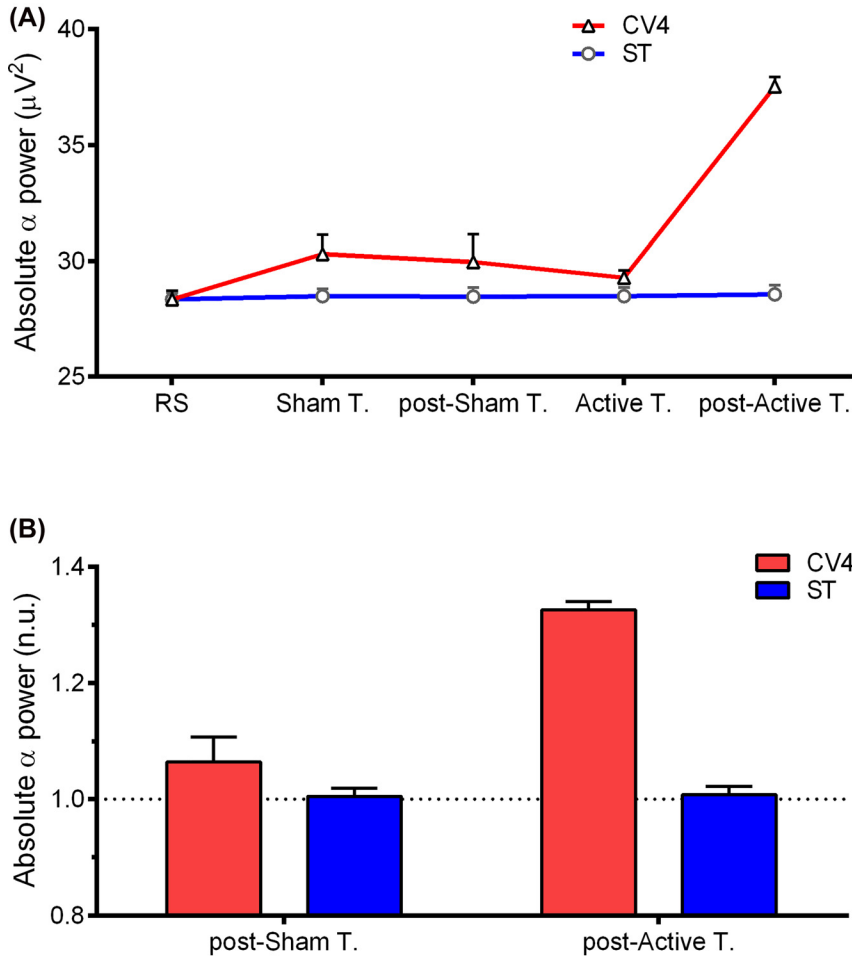 (A)
40
35
30
25
Absolute α power (μV²)
CV4
ST
RS Sham T. post-Sham T. Active T. post-Active T.
(B)
1.4
1.2
1.0
0.8
Absolute α power (n.u.)
CV4
ST
post-Sham T. post-Active T.